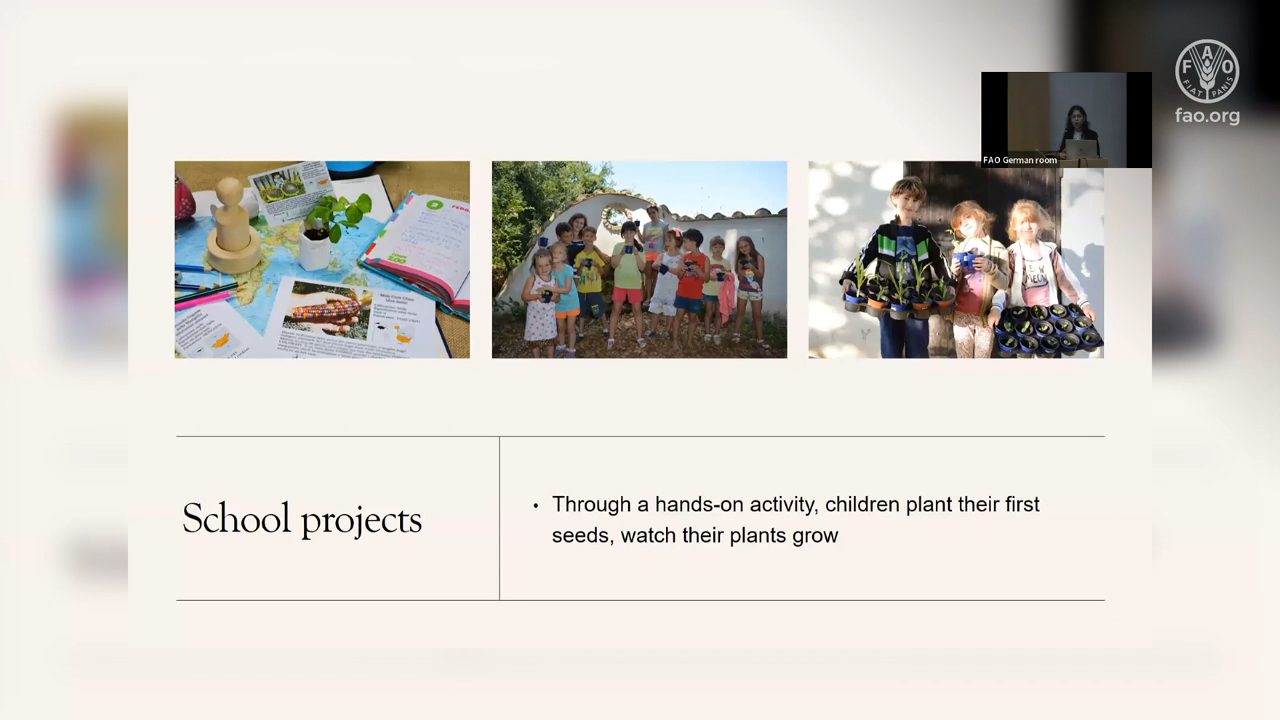 F A O
FIAT PANIS
fao.org
FAO German room
School projects
• Through a hands-on activity, children plant their first
seeds, watch their plants grow